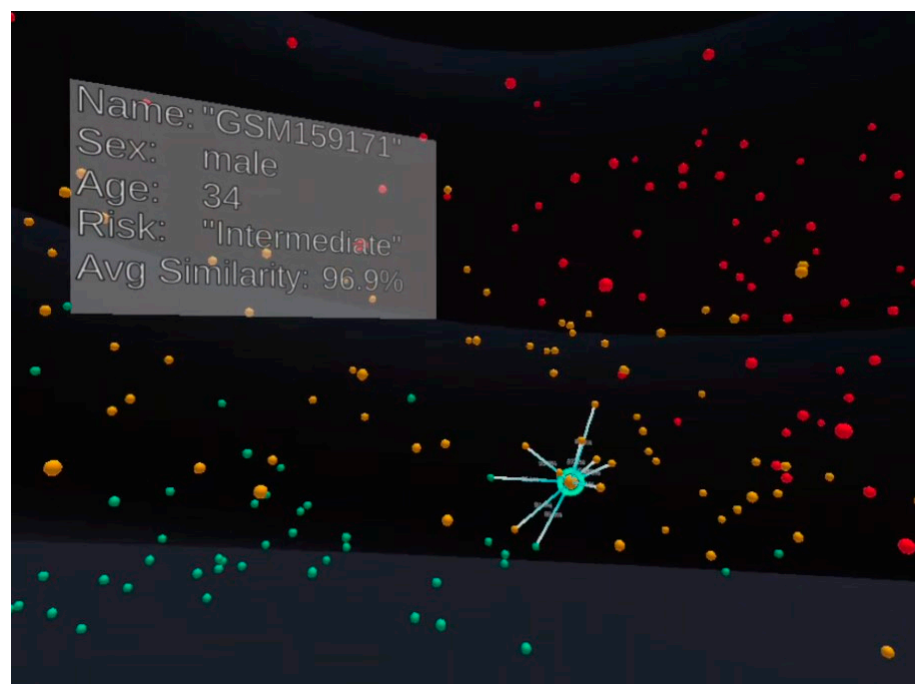 Name: "GSM159171"
Sex: male
Age: 34
Risk: "Intermediate"
Avg Similarity: 96.9%